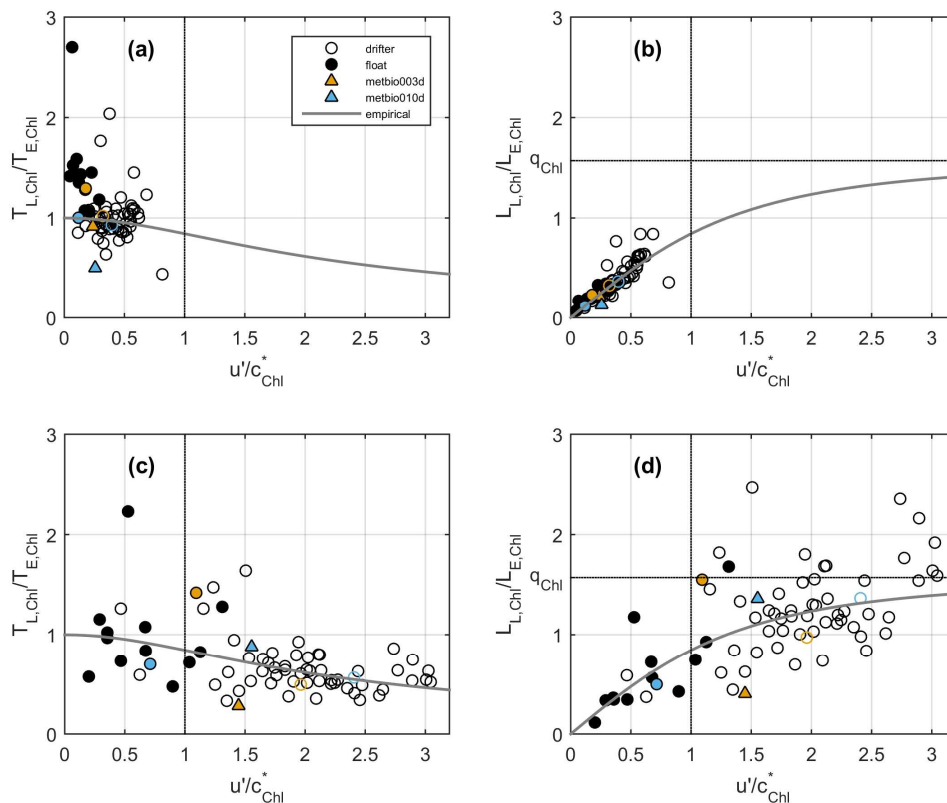 3
2
1
0
0 0.5 1 1.5 2 2.5 3
T_L,Chl/T_E,Chl
u'/c*_Chl
(a)
drifter
float
metbio003d
metbio010d
empirical
3
2
q_Chl
1
0
0 0.5 1 1.5 2 2.5 3
L_L,Chl/L_E,Chl
u'/c*_Chl
(b)
3
2
1
0
0 0.5 1 1.5 2 2.5 3
T_L,Chl/T_E,Chl
u'/c*_Chl
(c)
3
2
q_Chl
1
0
0 0.5 1 1.5 2 2.5 3
L_L,Chl/L_E,Chl
u'/c*_Chl
(d)